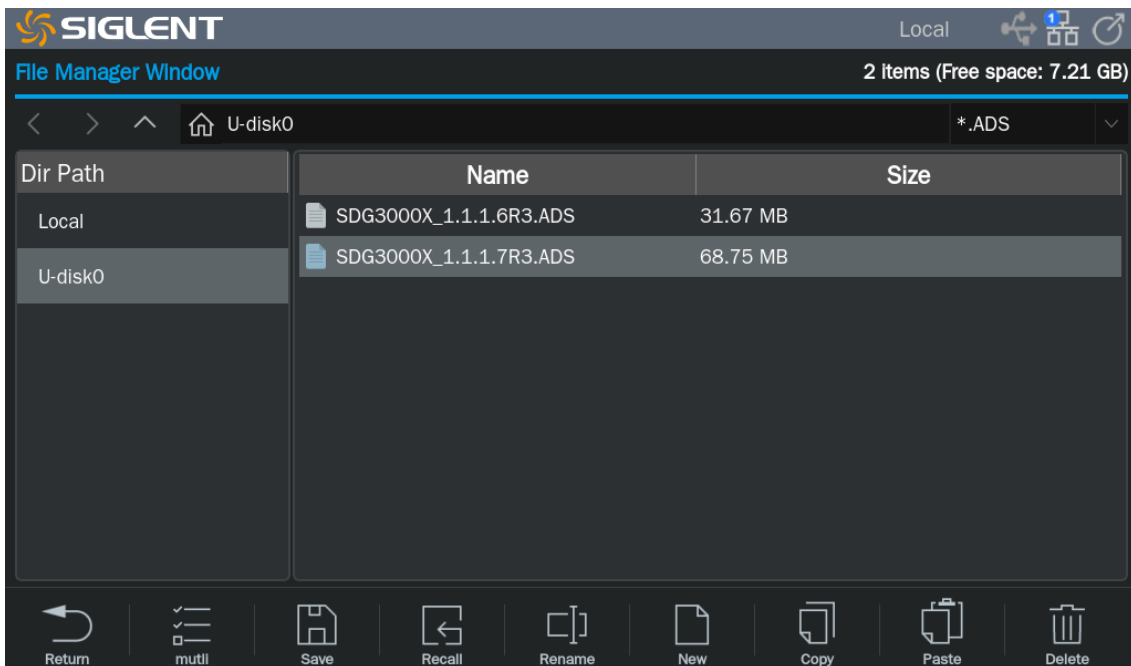 SIGLENT
Local
1
File Manager Window
2 items (Free space: 7.21 GB)
U-disk0
*.ADS
Dir Path
Name
Size
Local
SDG3000X_1.1.1.6R3.ADS
31.67 MB
U-disk0
SDG3000X_1.1.1.7R3.ADS
68.75 MB
Return
mutli
Save
Recall
Rename
New
Copy
Paste
Delete